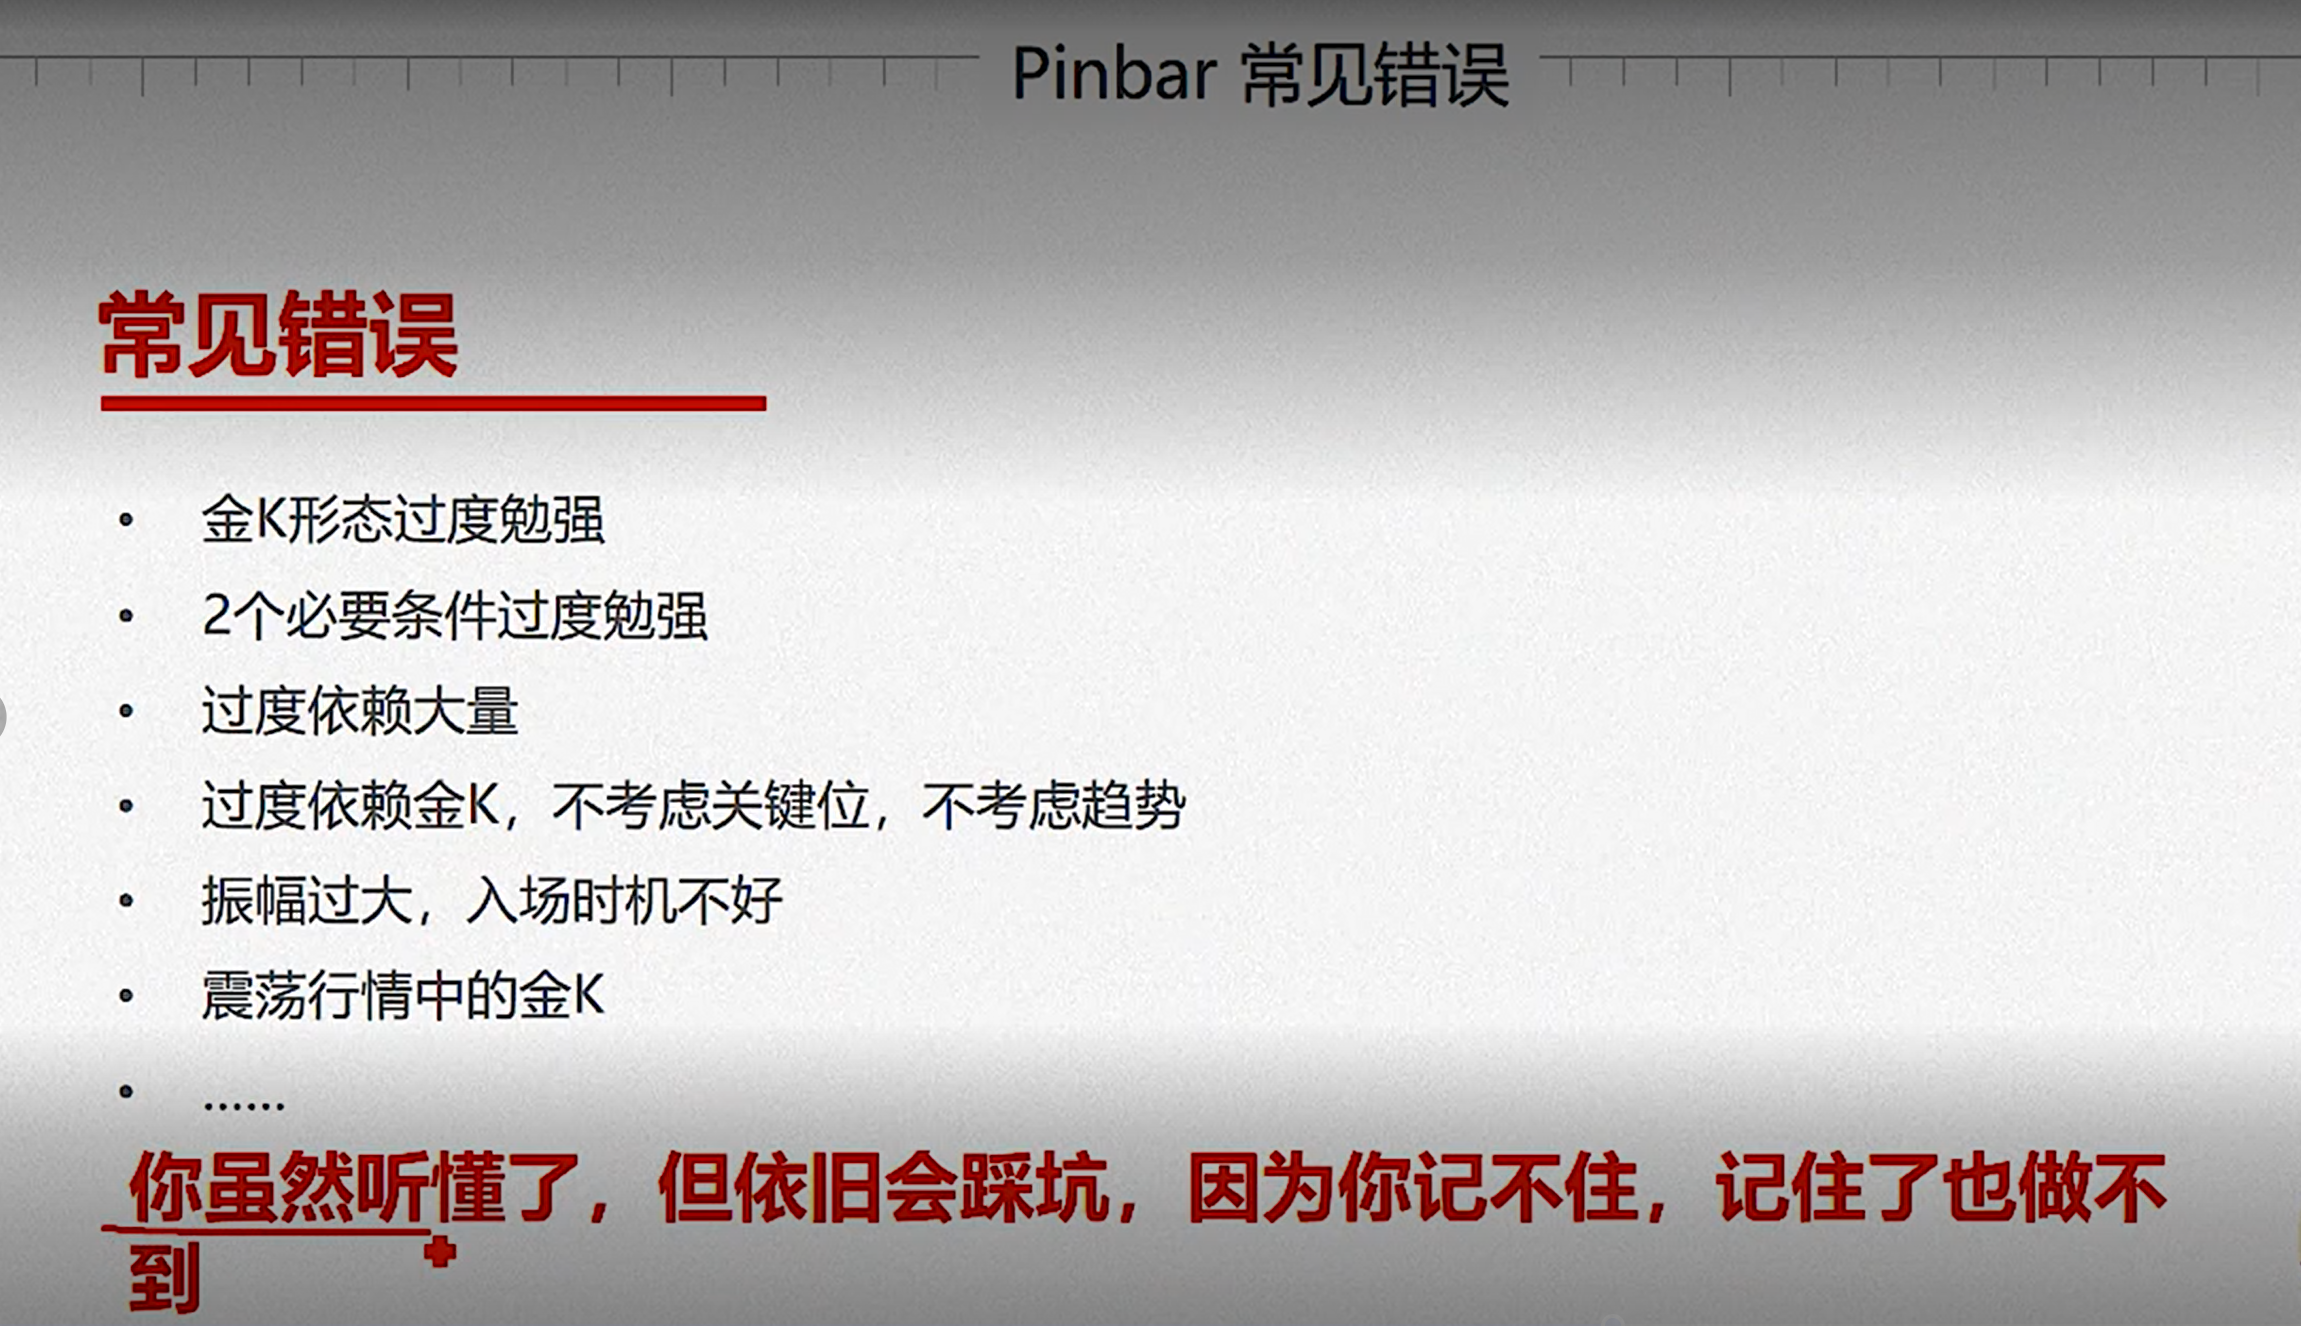 Pinbar 常见错误
常见错误
• 金K形态过度勉强
• 2个必要条件过度勉强
• 过度依赖大量
• 过度依赖金K，不考虑关键位，不考虑趋势
• 振幅过大，入场时机不好
• 震荡行情中的金K
• ……
你虽然听懂了，但依旧会踩坑，因为你记不住，记住了也做不
到